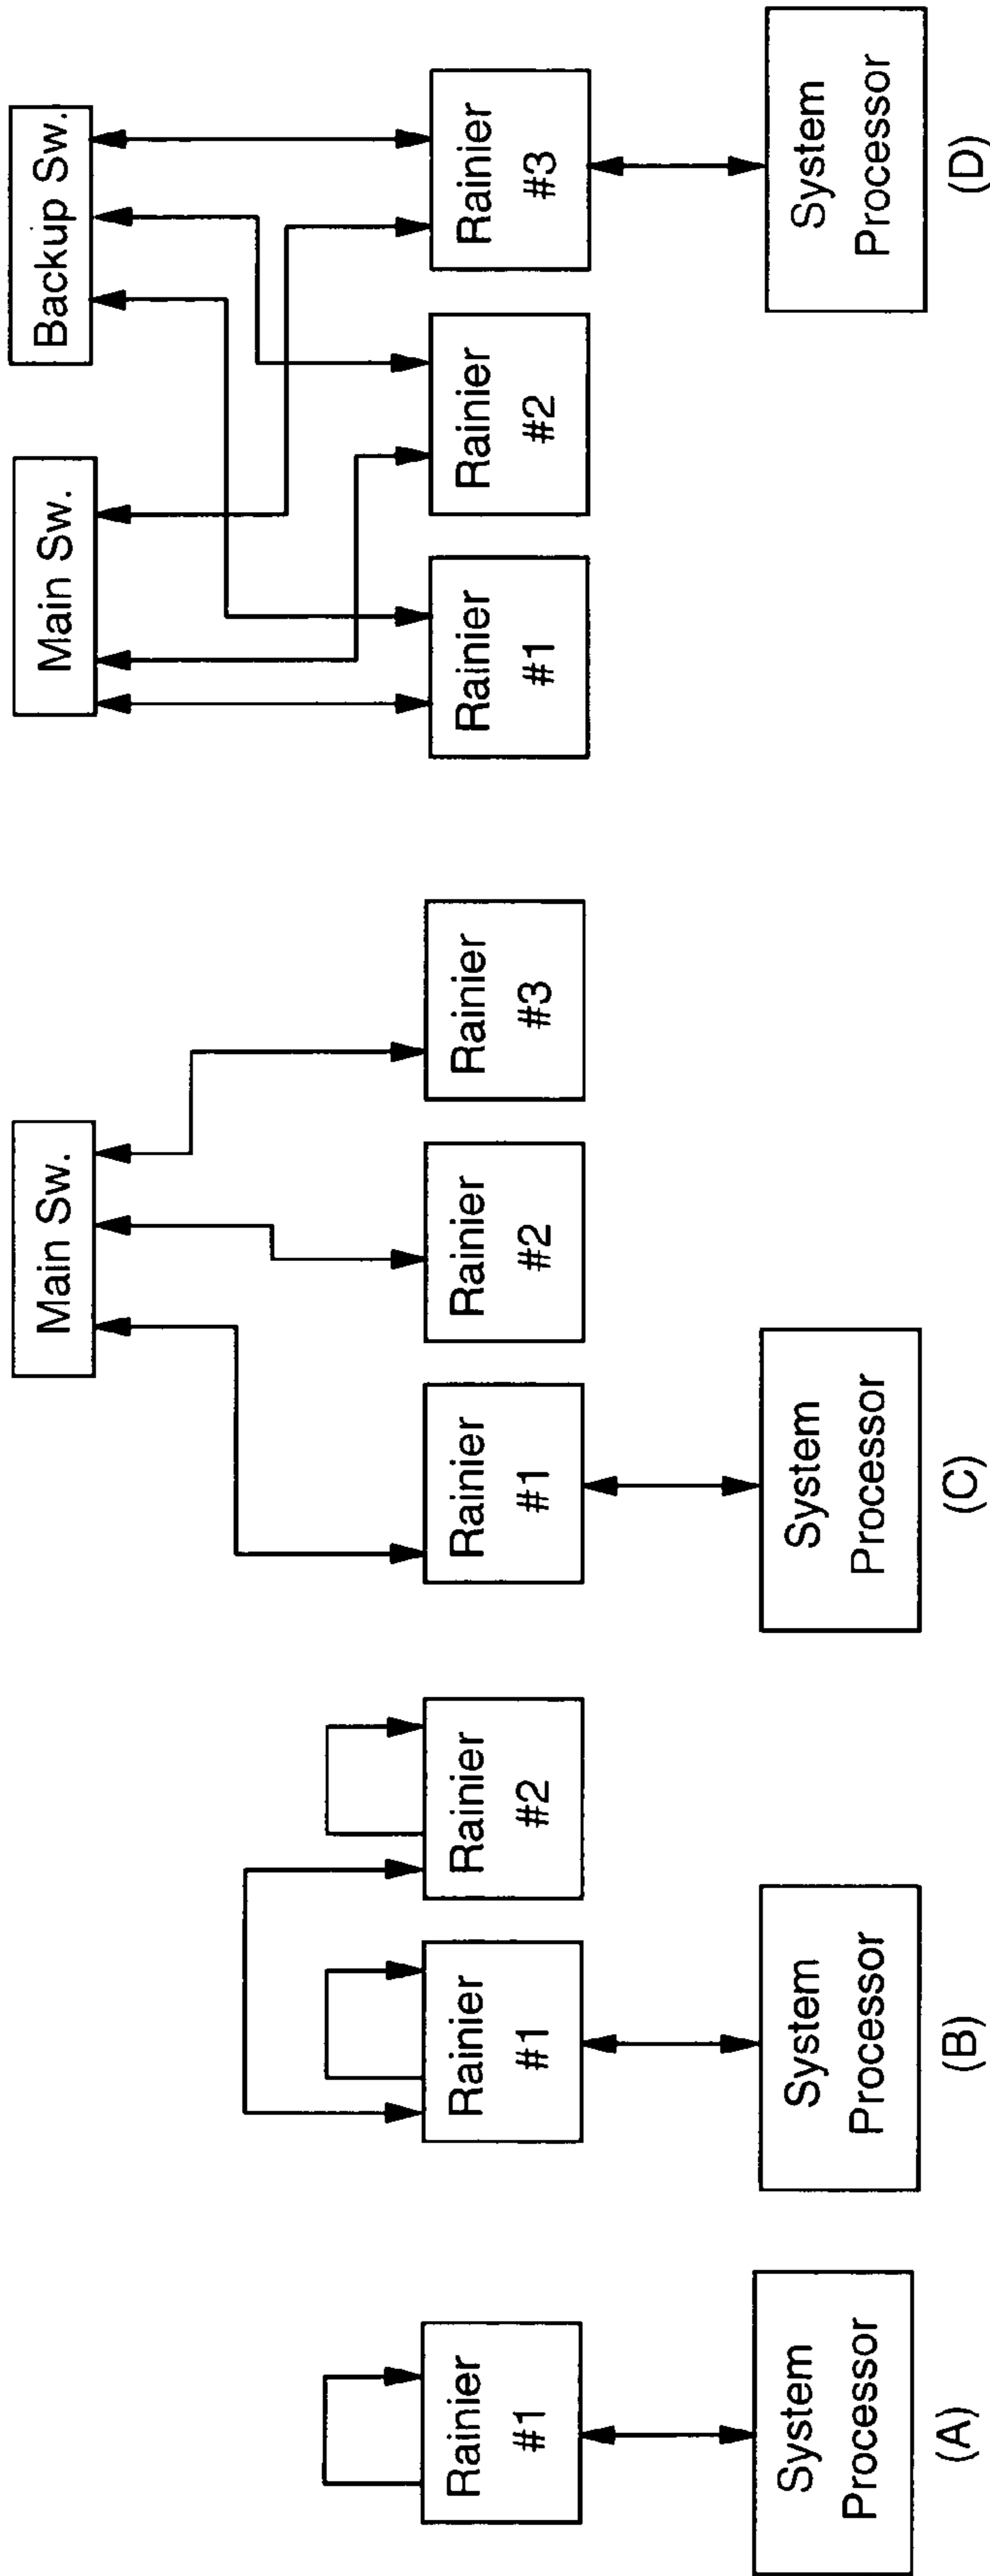 Rainier
#1
System
Processor
(A)
Rainier
#1
Rainier
#2
System
Processor
(B)
Main Sw.
Rainier
#1
Rainier
#2
Rainier
#3
System
Processor
(C)
Main Sw.
Backup Sw.
Rainier
#1
Rainier
#2
Rainier
#3
System
Processor
(D)